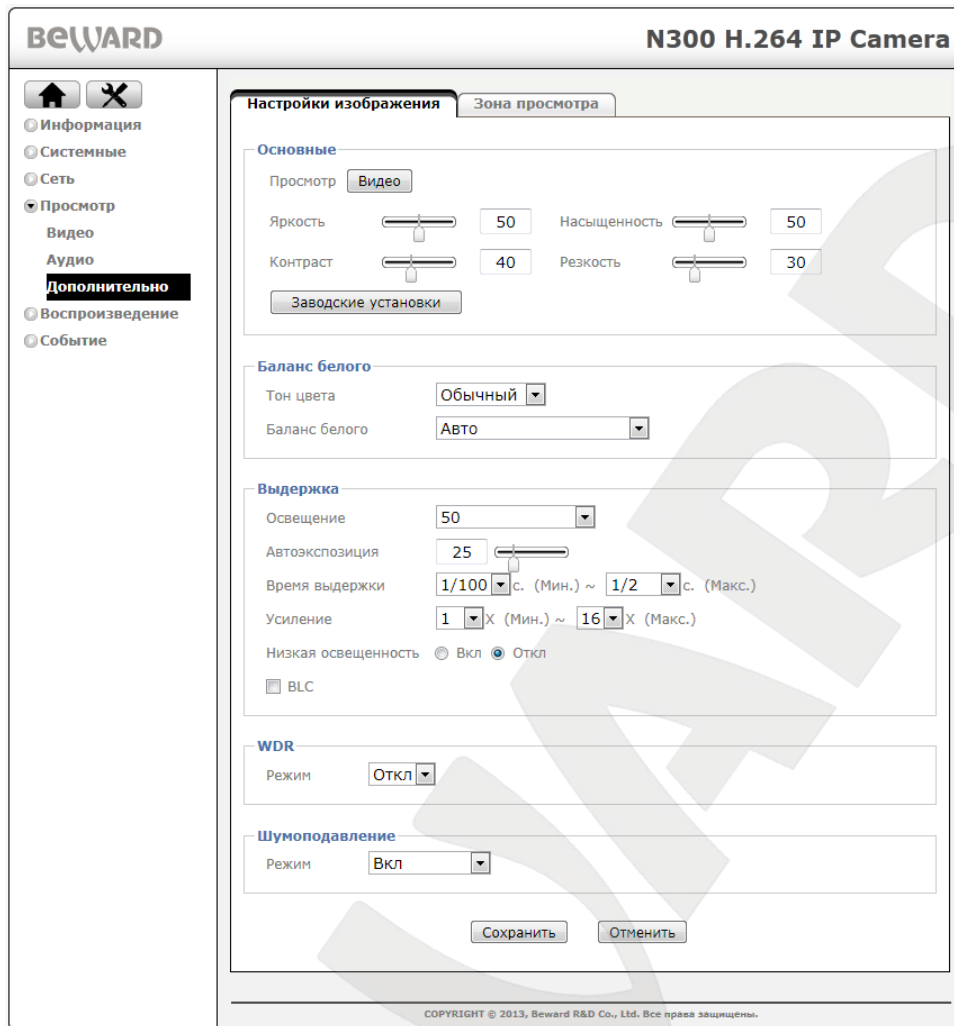 BEWARD
N300 H.264 IP Camera
Информация
Системные
Сеть
Просмотр
Видео
Аудио
Дополнительно
Воспроизведение
Событие
Настройки изображения Зона просмотра
Основные
Просмотр Видео
Яркость 50 Насыщенность 50
Контраст 40 Резкость 30
Заводские установки
Баланс белого
Тон цвета Обычный
Баланс белого Авто
Выдержка
Освещение 50
Автоэкспозиция 25
Время выдержки 1/100 с. (Мин.) ~ 1/2 с. (Макс.)
Усиление 1 X (Мин.) ~ 16 X (Макс.)
Низкая освещенность Вкл Откл
BLC
WDR
Режим Откл
Шумоподавление
Режим Вкл
Сохранить Отменить
COPYRIGHT © 2013, Beward R&D Co., Ltd. Все права защищены.